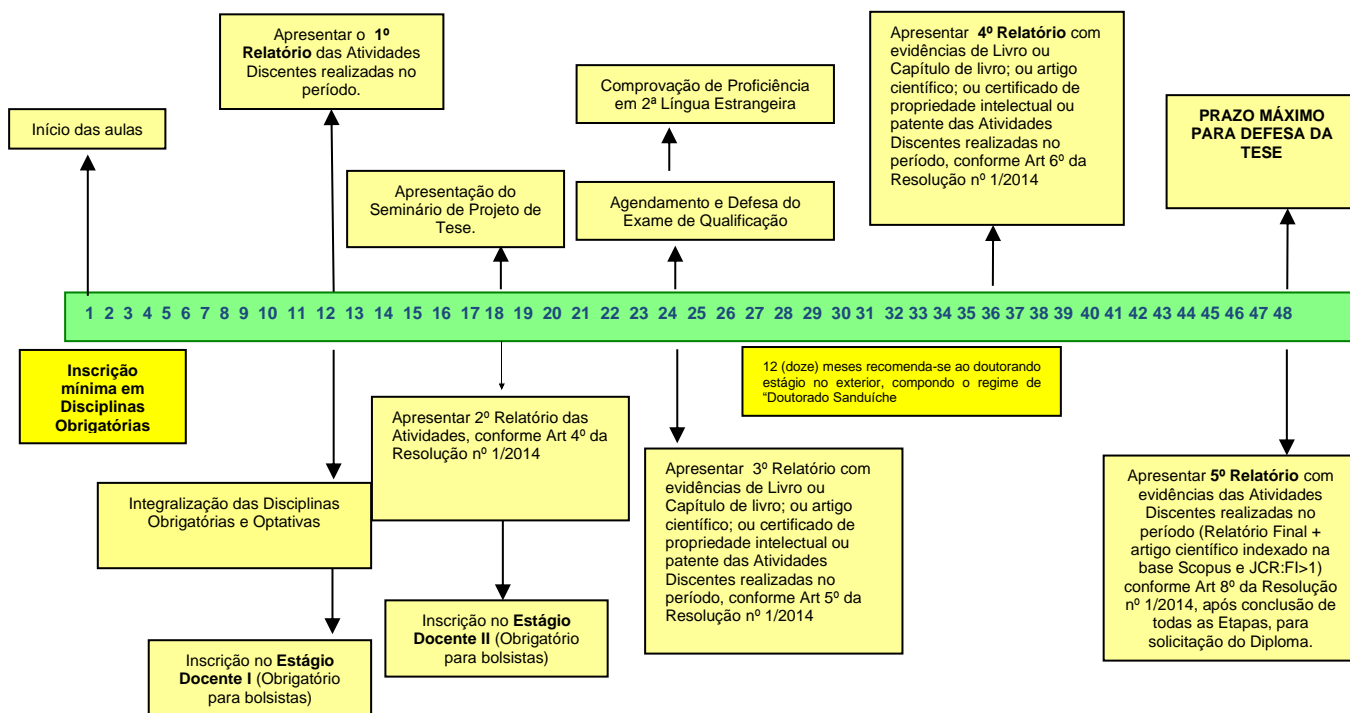 Início das aulas
Apresentar o 1º
Relatório das Atividades
Discentes realizadas no
período.
Apresentação do
Seminário de Projeto de
Tese.
Comprovação de Proficiência
em 2ª Língua Estrangeira
Agendamento e Defesa do
Exame de Qualificação
Apresentar 4º Relatório com
evidências de Livro ou
Capítulo de livro; ou artigo
científico; ou certificado de
propriedade intelectual ou
patente das Atividades
Discentes realizadas no
período, conforme Art 6º da
Resolução nº 1/2014
PRAZO MÁXIMO
PARA DEFESA DA
TESE
1 2 3 4 5 6 7 8 9 10 11 12 13 14 15 16 17 18 19 20 21 22 23 24 25 26 27 28 29 30 31 32 33 34 35 36 37 38 39 40 41 42 43 44 45 46 47 48
Inscrição
mínima em
Disciplinas
Obrigatórias
12 (doze) meses recomenda-se ao doutorando
estágio no exterior, compondo o regime de
“Doutorado Sanduíche
Integralização das Disciplinas
Obrigatórias e Optativas
Inscrição no Estágio
Docente I (Obrigatório
para bolsistas)
Apresentar 2º Relatório das
Atividades, conforme Art 4º da
Resolução nº 1/2014
Inscrição no Estágio
Docente II (Obrigatório
para bolsistas)
Apresentar 3º Relatório com
evidências de Livro ou
Capítulo de livro; ou artigo
científico; ou certificado de
propriedade intelectual ou
patente das Atividades
Discentes realizadas no
período, conforme Art 5º da
Resolução nº 1/2014
Apresentar 5º Relatório com
evidências das Atividades
Discentes realizadas no
período (Relatório Final +
artigo científico indexado na
base Scopus e JCR:FI>1)
conforme Art 8º da Resolução
nº 1/2014, após conclusão de
todas as Etapas, para
solicitação do Diploma.